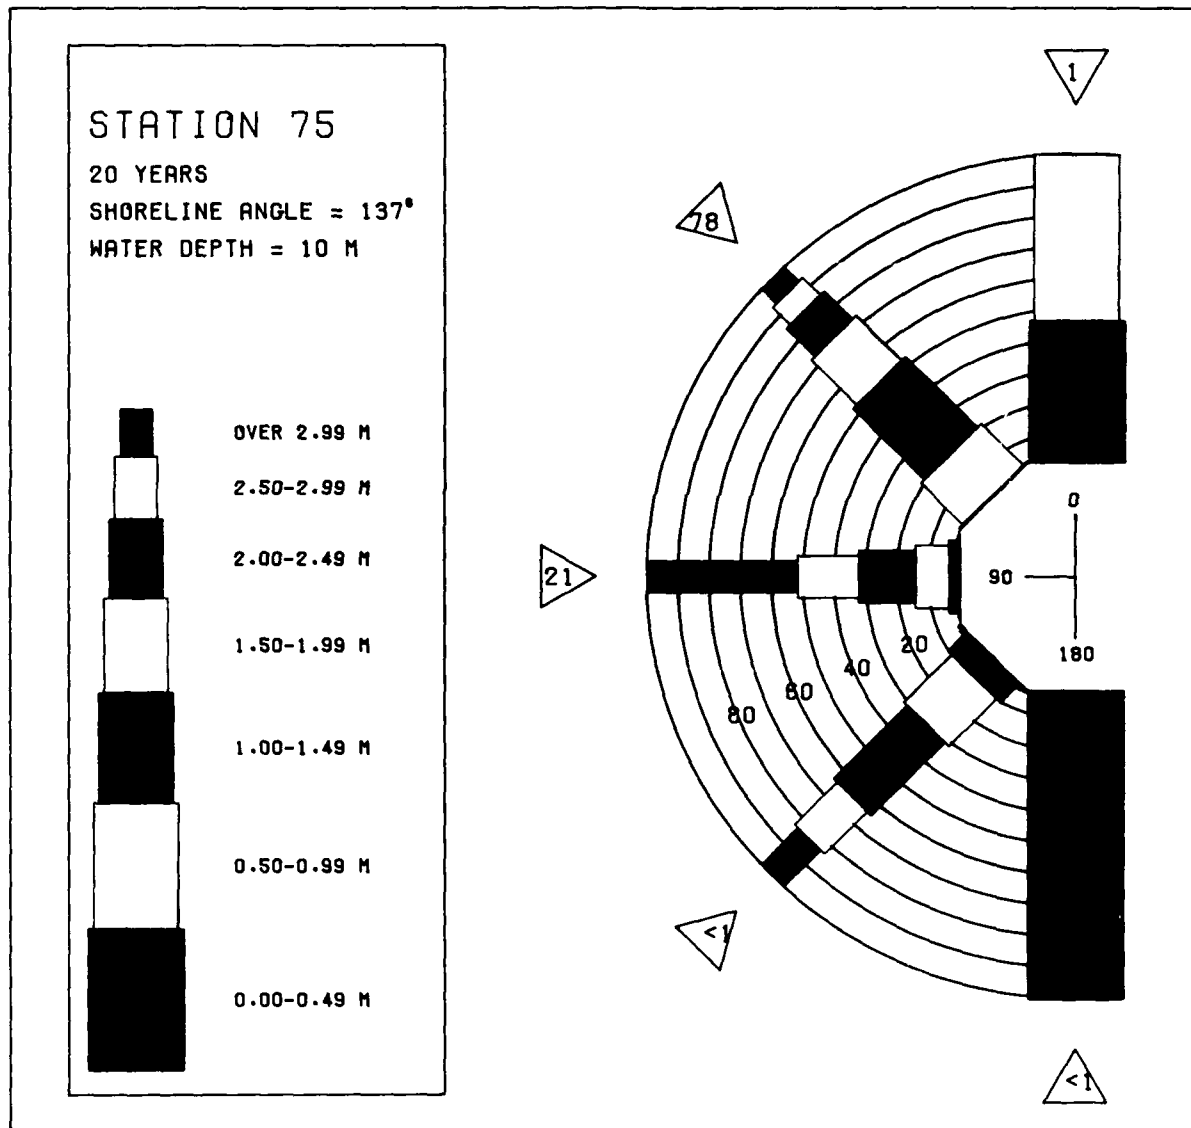 STATION 75
20 YEARS
SHORELINE ANGLE = 137°
WATER DEPTH = 10 M
OVER 2.99 M
2.50-2.99 M
2.00-2.49 M
1.50-1.99 M
1.00-1.49 M
0.50-0.99 M
0.00-0.49 M
1
78
21
<1
<1
0
90
180
20
40
60
80